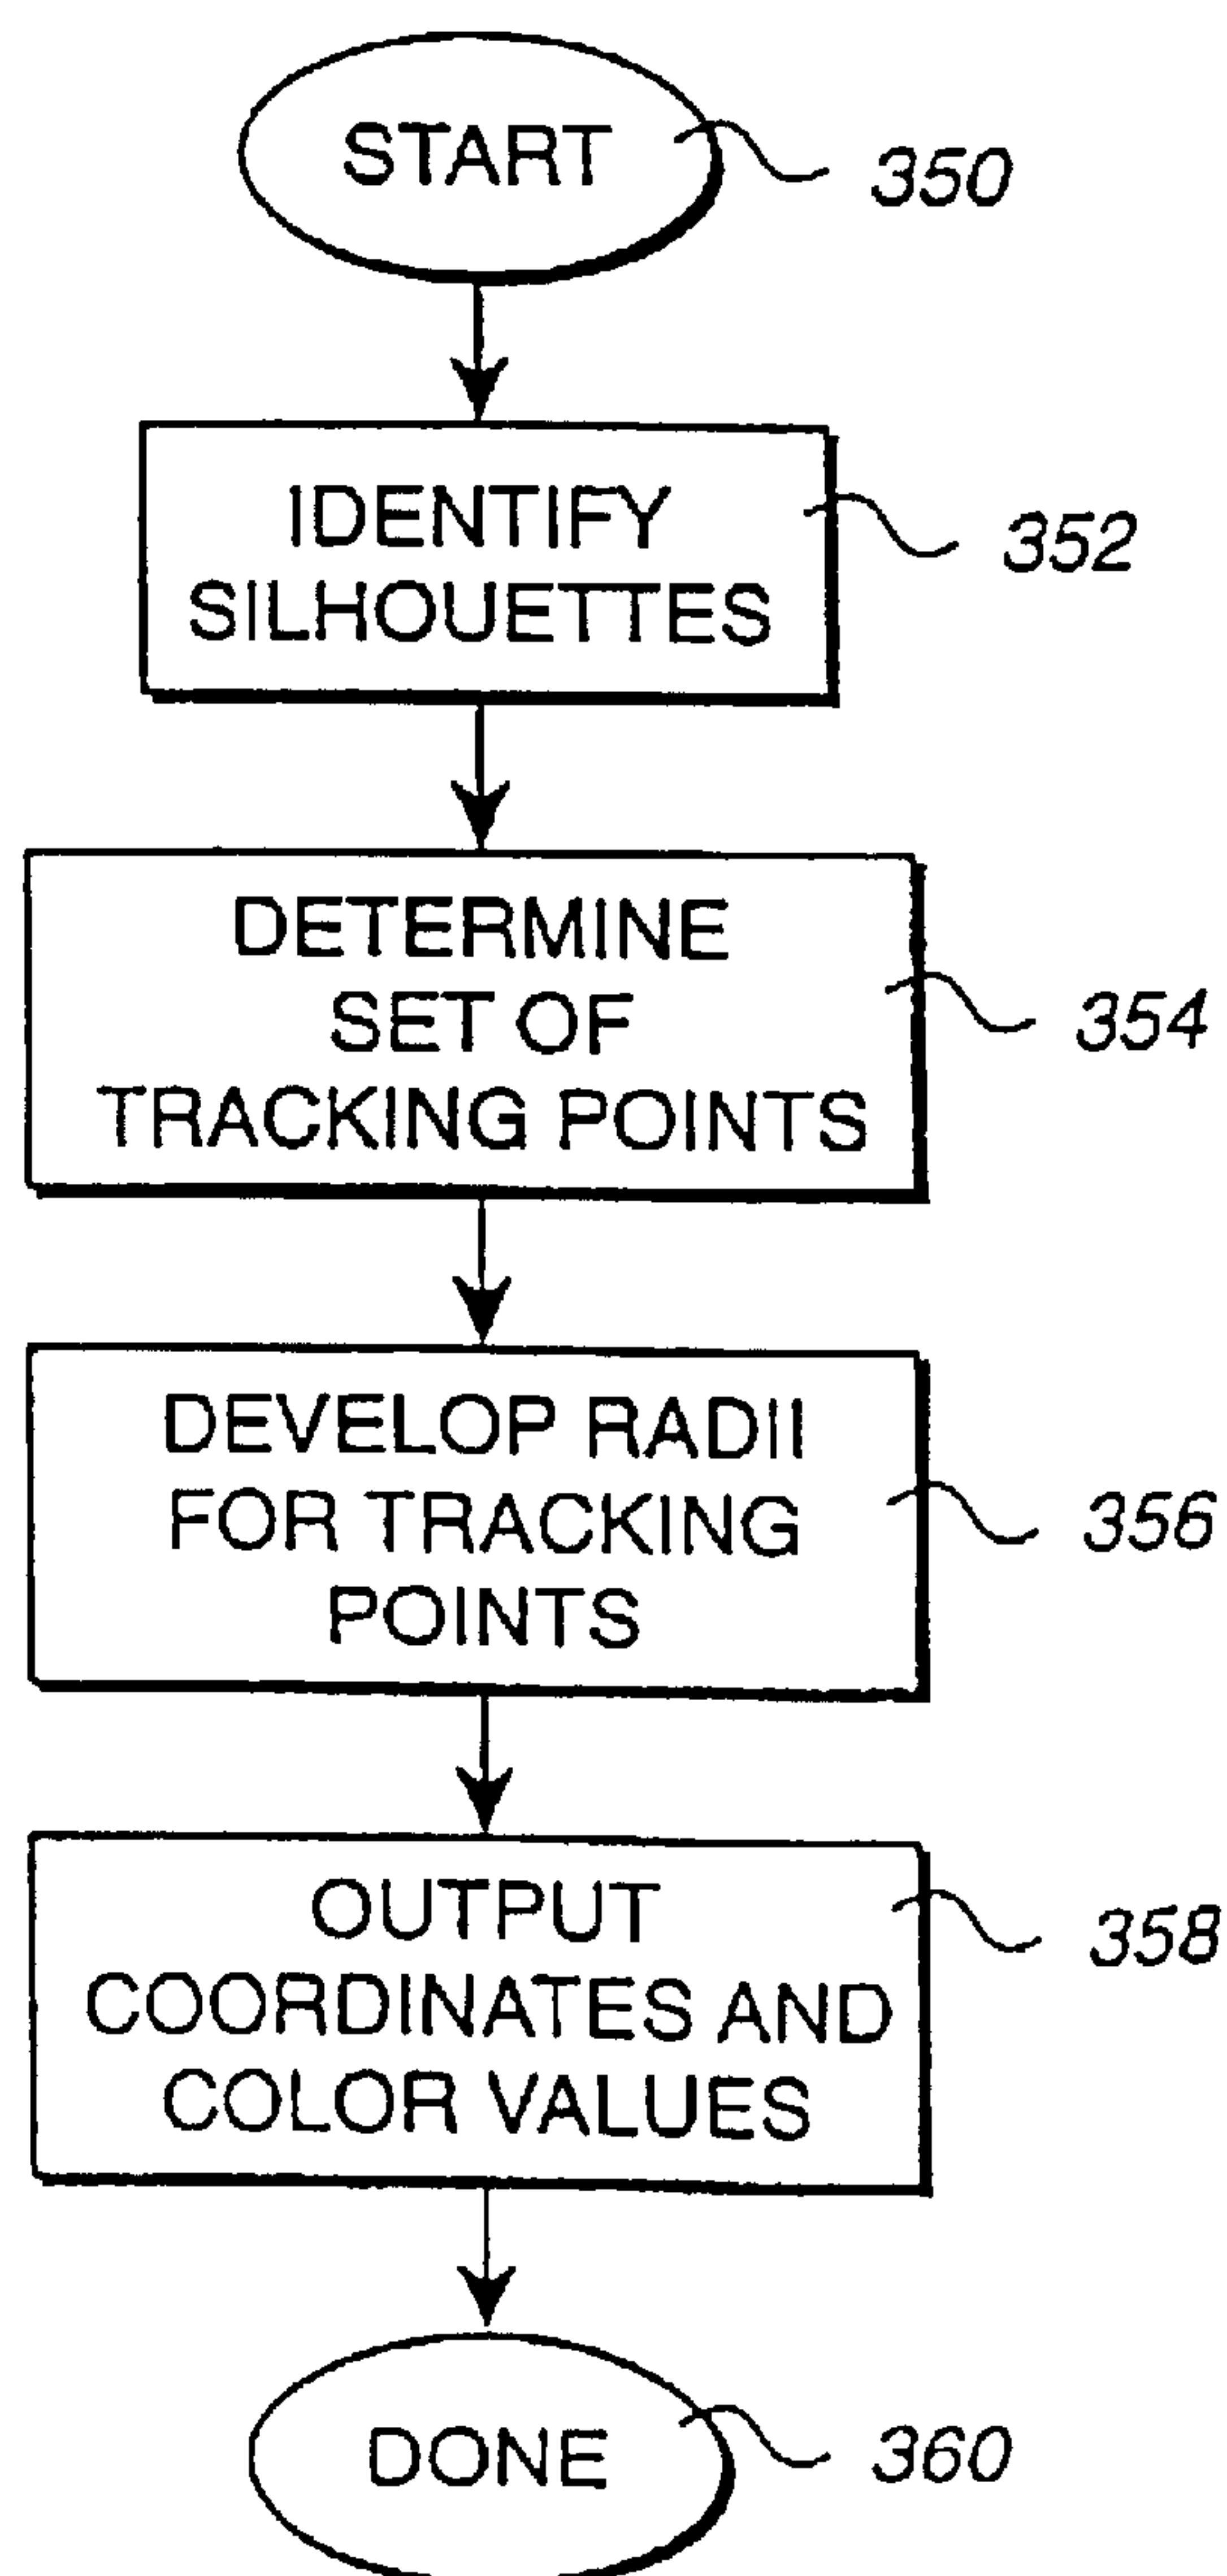 START
350
IDENTIFY
SILHOUETTES
352
DETERMINE
SET OF
TRACKING POINTS
354
DEVELOP RADII
FOR TRACKING
POINTS
356
OUTPUT
COORDINATES AND
COLOR VALUES
358
DONE
360